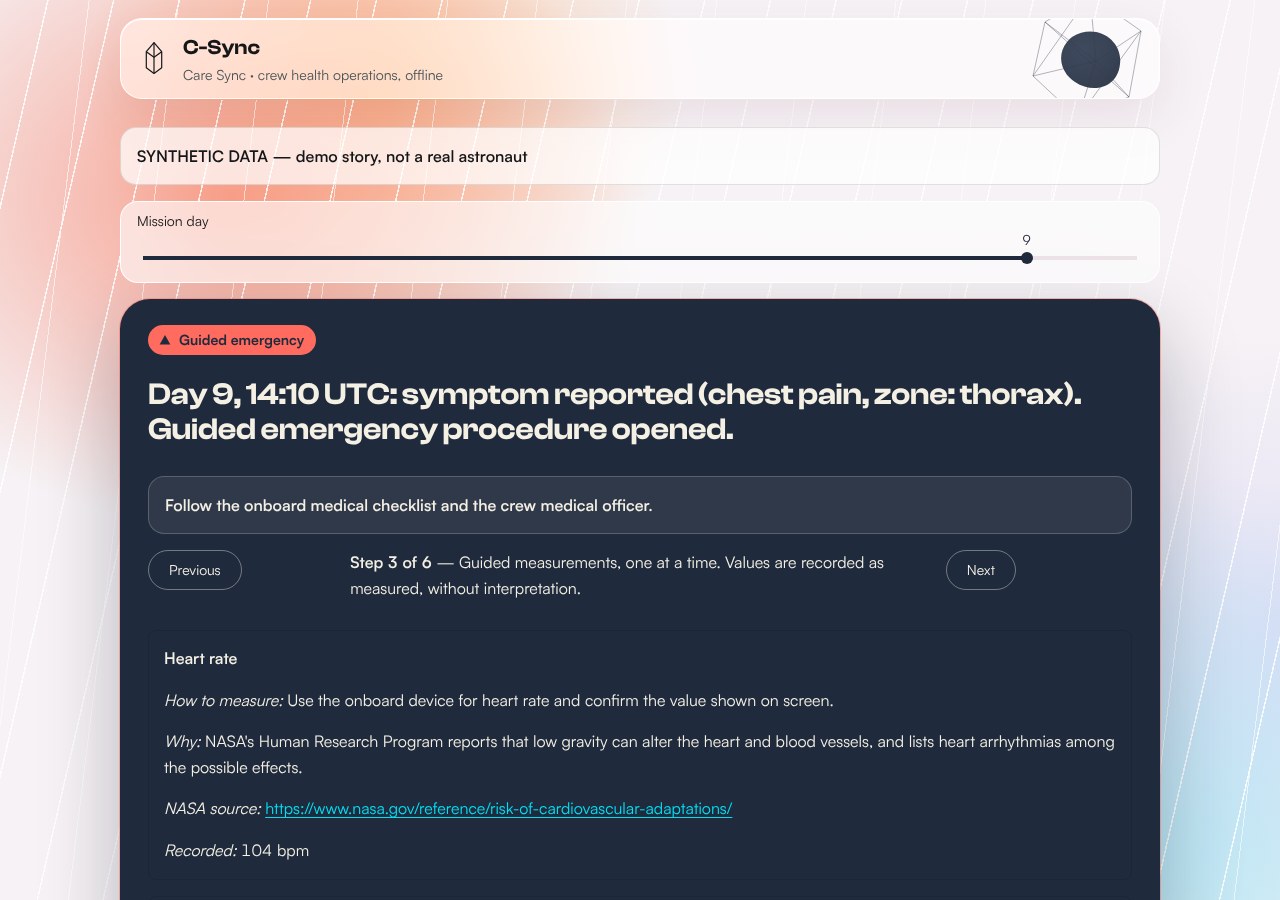 C-Sync
Care Sync · crew health operations, offline
SYNTHETIC DATA — demo story, not a real astronaut
Mission day
9
▲ Guided emergency
Day 9, 14:10 UTC: symptom reported (chest pain, zone: thorax).
Guided emergency procedure opened.
Follow the onboard medical checklist and the crew medical officer.
Previous
Step 3 of 6 — Guided measurements, one at a time. Values are recorded as
measured, without interpretation.
Next
Heart rate
How to measure: Use the onboard device for heart rate and confirm the value shown on screen.
Why: NASA's Human Research Program reports that low gravity can alter the heart and blood vessels, and lists heart arrhythmias among
the possible effects.
NASA source: https://www.nasa.gov/reference/risk-of-cardiovascular-adaptations/
Recorded: 104 bpm